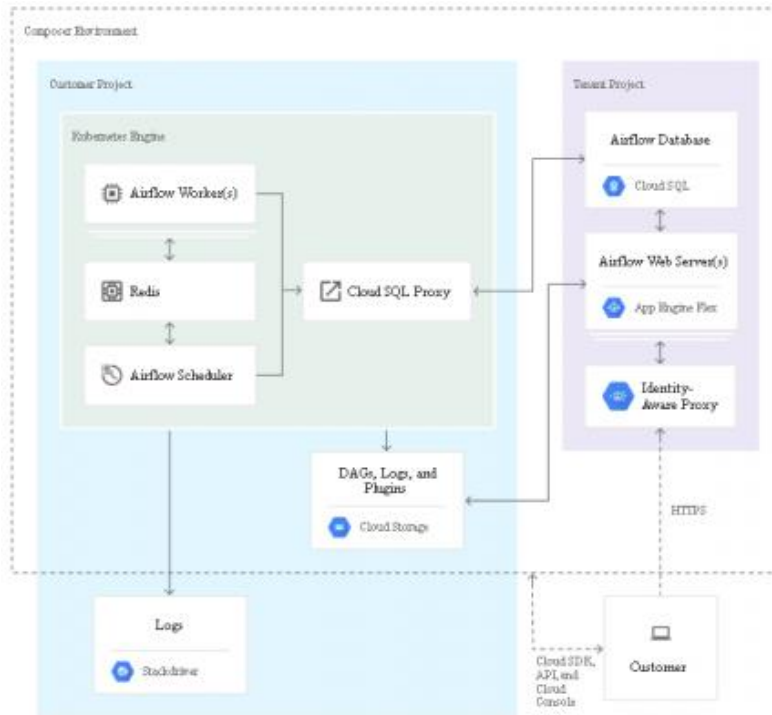 Composer Environment
Customer Project
Tenant Project
Kubernetes Engine
Airflow Database
Airflow Worker(s)
Cloud SQL
Airflow Web Server(s)
Redis
Cloud SQL Proxy
App Engine Flex
Airflow Scheduler
Identity-
Aware Proxy
DAGs, Logs, and
Plugins
HTTPS
Cloud Storage
Logs
Stackdriver
Cloud SDK,
API, and
Cloud
Console
Customer